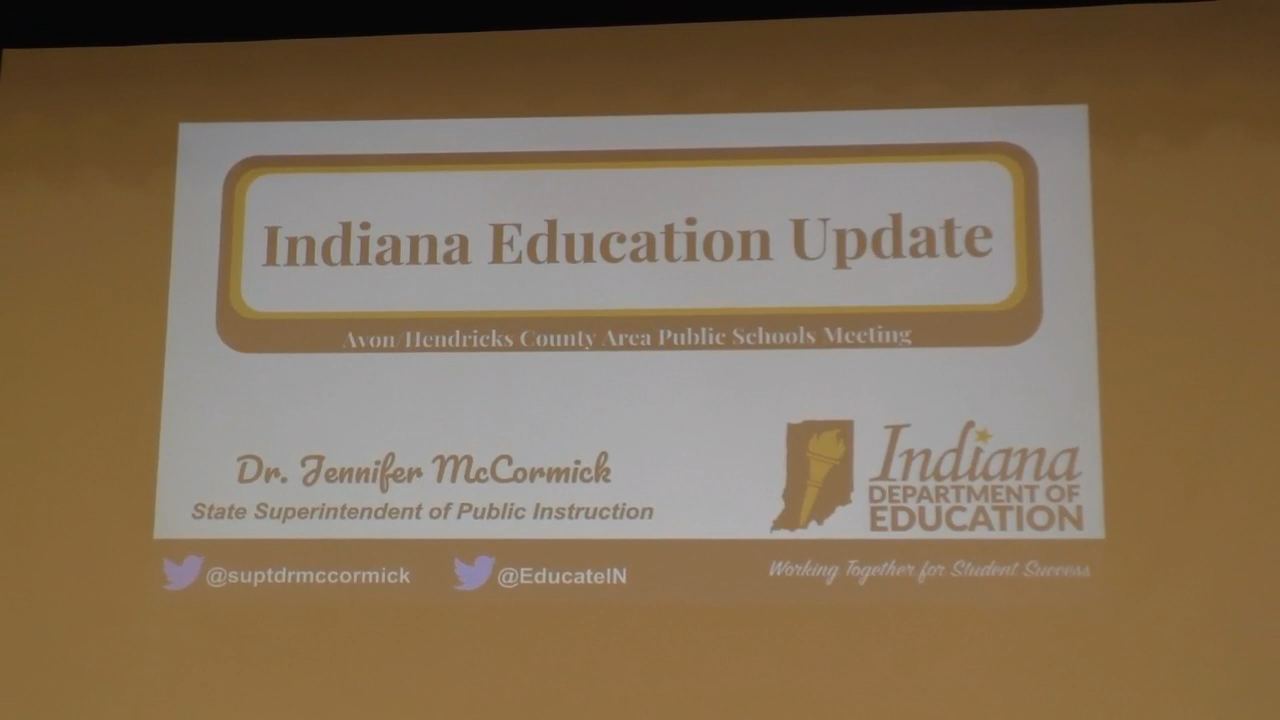 Indiana Education Update
Avon/Hendricks County Area Public Schools Meeting
Dr. Jennifer McCormick
State Superintendent of Public Instruction
Indiana
DEPARTMENT OF
EDUCATION
@suptdrmccormick @EducateIN
Working Together for Student Success